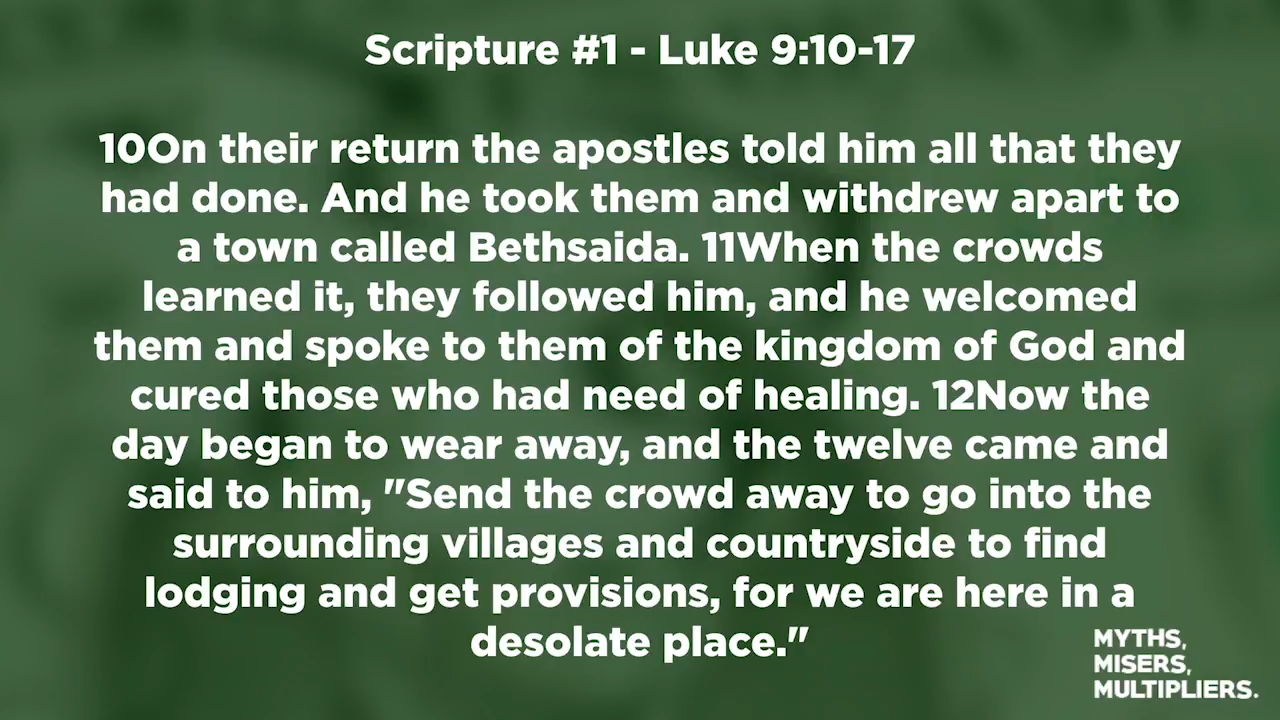 Scripture #1 - Luke 9:10-17
10On their return the apostles told him all that they
had done. And he took them and withdrew apart to
a town called Bethsaida. 11When the crowds
learned it, they followed him, and he welcomed
them and spoke to them of the kingdom of God and
cured those who had need of healing. 12Now the
day began to wear away, and the twelve came and
said to him, "Send the crowd away to go into the
surrounding villages and countryside to find
lodging and get provisions, for we are here in a
desolate place."
MYTHS,
MISERS,
MULTIPLIERS.